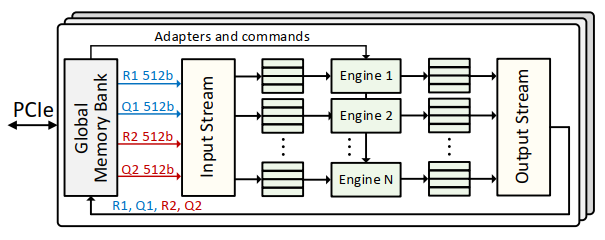 Adapters and commands
PCIe
Global
Memory Bank
R1 512b
Q1 512b
R2 512b
Q2 512b
Input Stream
Engine 1
Engine 2
Engine N
Output Stream
R1, Q1, R2, Q2